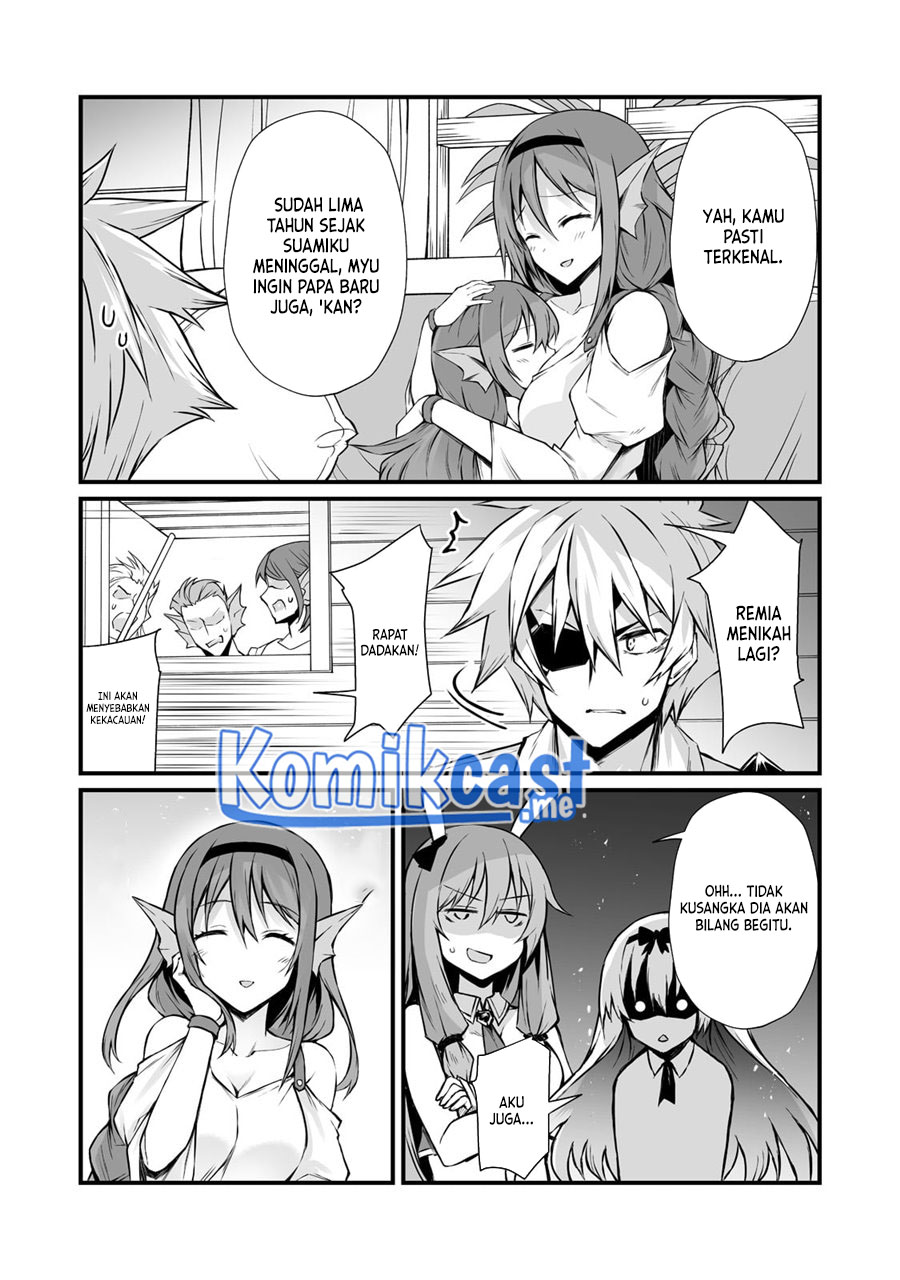 YAH, KAMU
PASTI
TERKENAL.
SUDAH LIMA
TAHUN SEJAK
SUAMIKU
MENINGGAL, MYU
INGIN PAPA BARU
JUGA, 'KAN?
REMIA
MENIKAH
LAGI?
RAPAT
DADAKAN!
INI AKAN
MENYEBABKAN
KEKACAUAN!
Komikcast
.me
OHH... TIDAK
KUSANGKA DIA AKAN
BILANG BEGITU.
AKU
JUGA...